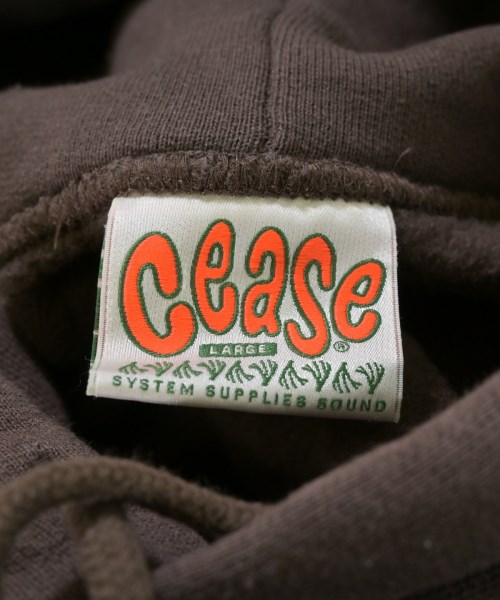 Cease
LARGE
®
SYSTEM SUPPLIES SOUND